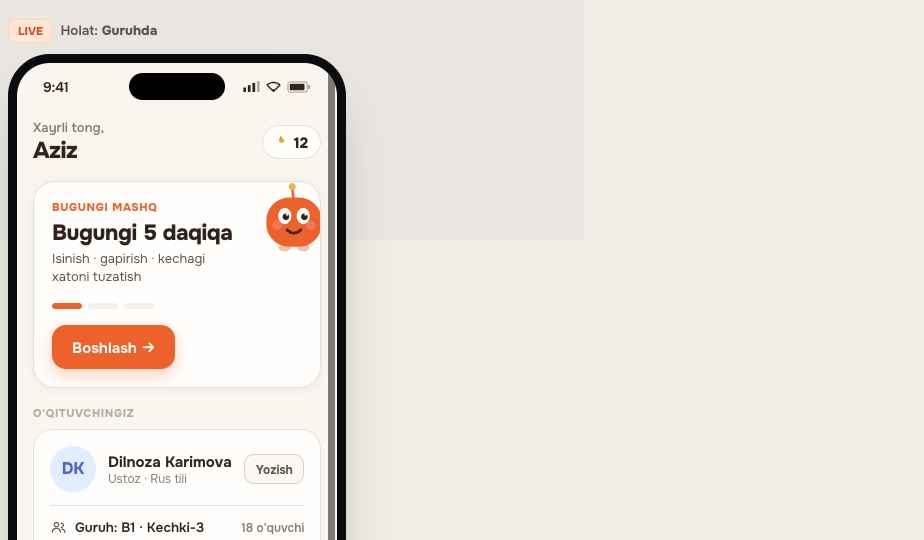 LIVE Holat: Guruhda
9:41
Xayrli tong,
Aziz
12
BUGUNGI MASHQ
Bugungi 5 daqiqa
Isinish · gapirish · kechagi
xatoni tuzatish
Boshlash →
O'QITUVCHINGIZ
DK
Dilnoza Karimova
Ustoz · Rus tili
Yozish
Guruh: B1 · Kechki-3
18 o'quvchi